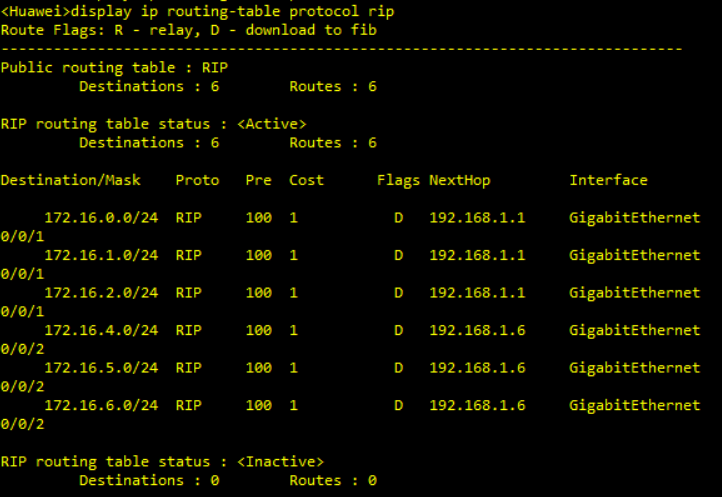 <Huawei>display ip routing-table protocol rip
Route Flags: R - relay, D - download to fib
------------------------------------------------------------------------------
Public routing table : RIP
         Destinations : 6        Routes : 6

RIP routing table status : <Active>
         Destinations : 6        Routes : 6

Destination/Mask    Proto   Pre  Cost      Flags NextHop         Interface

     172.16.0.0/24  RIP     100  1           D   192.168.1.1     GigabitEthernet
0/0/1
     172.16.1.0/24  RIP     100  1           D   192.168.1.1     GigabitEthernet
0/0/1
     172.16.2.0/24  RIP     100  1           D   192.168.1.1     GigabitEthernet
0/0/1
     172.16.4.0/24  RIP     100  1           D   192.168.1.6     GigabitEthernet
0/0/2
     172.16.5.0/24  RIP     100  1           D   192.168.1.6     GigabitEthernet
0/0/2
     172.16.6.0/24  RIP     100  1           D   192.168.1.6     GigabitEthernet
0/0/2

RIP routing table status : <Inactive>
         Destinations : 0        Routes : 0